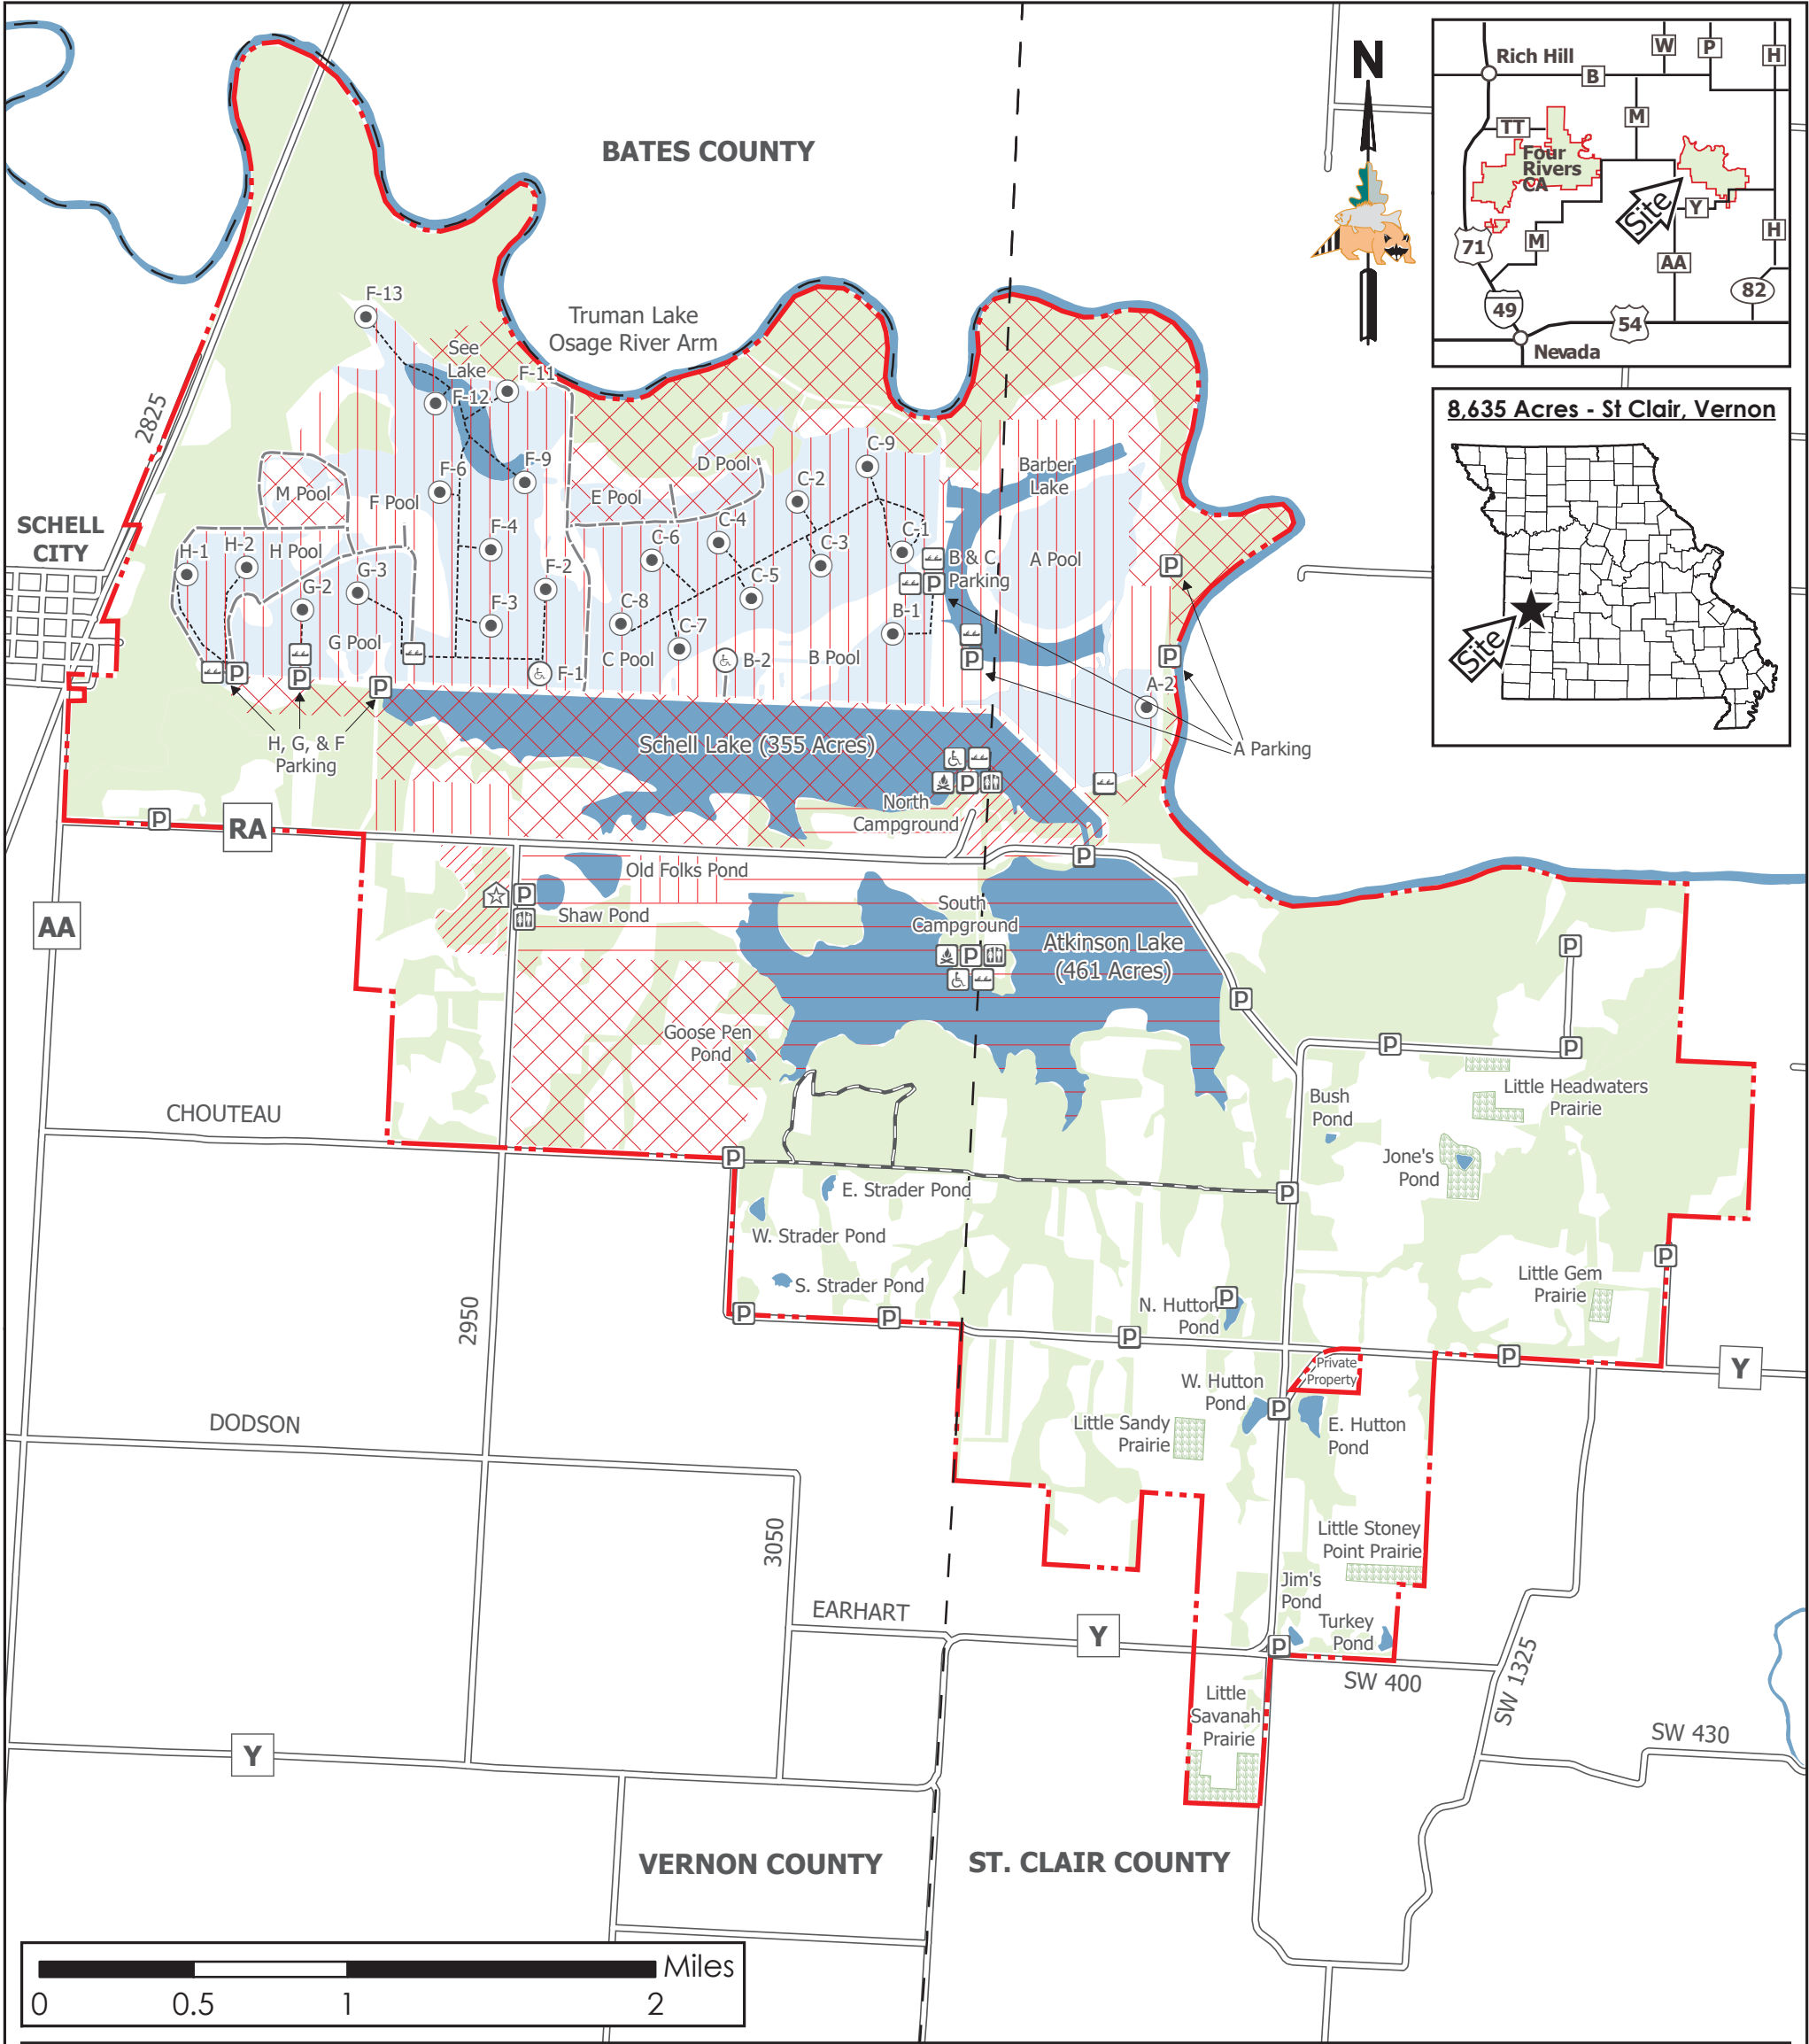 BATES COUNTY
N
Rich Hill
W
P
H
B
M
TT
Four
Rivers
CA
Site
Y
H
71
M
AA
82
49
54
Nevada
8,635 Acres - St Clair, Vernon
Site
Truman Lake
Osage River Arm
2825
F-13
See
Lake
F-11
F-12
F-6
F-9
C-9
D Pool
C-2
Barber
Lake
M Pool
F Pool
E Pool
SCHELL
CITY
H-1
H-2
H Pool
F-4
C-6
C-4
C-3
C-1
B & C
Parking
P
A Pool
P
G-2
G-3
F-2
C-5
F-3
C-8
C-7
B-1
G Pool
C Pool
B-2
B Pool
F-1
A-2
P
P
P
P
P
H, G, & F
Parking
Schell Lake (355 Acres)
A Parking
P
North
Campground
P
RA
P
Old Folks Pond
P
Shaw Pond
South
Campground
P
Atkinson Lake
(461 Acres)
AA
P
P
Goose Pen
Pond
P
P
Little Headwaters
Prairie
Bush
Pond
CHOUTEAU
Jone's
Pond
P
P
E. Strader Pond
W. Strader Pond
P
S. Strader Pond
Little Gem
Prairie
N. Hutton
Pond
P
2950
P
P
P
P
Y
Private
Property
W. Hutton
Pond
P
Little Sandy
Prairie
E. Hutton
Pond
DODSON
3050
Little Stoney
Point Prairie
Jim's
Pond
EARHART
Y
Turkey
Pond
P
SW 400
SW 1325
Little
Savanah
Prairie
SW 430
Y
VERNON COUNTY
ST. CLAIR COUNTY
Miles
0
0.5
1
2